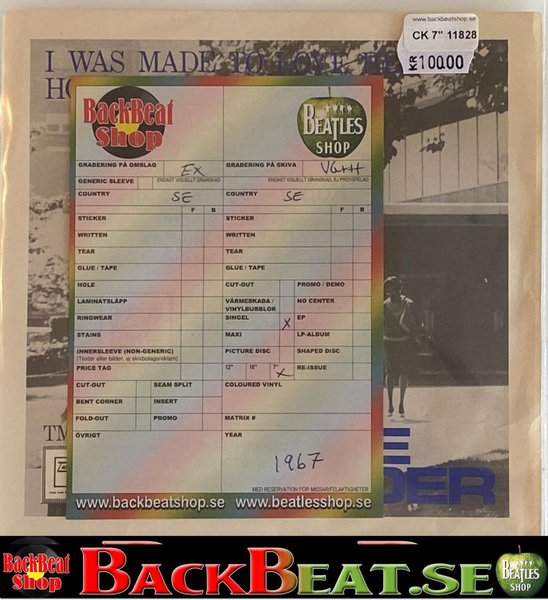 www.backbeatshop.se
CK 7" 11828
KR 100.00
I WAS MADE TO LOVE
BackBeat Shop
BEATLES SHOP
GRADERING PÅ OMSLAG EX
GRADERING PÅ SKIVA VG++
GENERIC SLEEVE
ENDAST VISUELLT GRANSKAD
ENDAST VISUELLT GRANSKAD, EJ PROVSPELAD
COUNTRY SE
COUNTRY SE
F B
F B
STICKER
STICKER
WRITTEN
WRITTEN
TEAR
TEAR
GLUE / TAPE
GLUE / TAPE
HOLE
CUT-OUT
PROMO / DEMO
LAMINATSLÄPP
VÄRMESKADA / VINYLBUBBLOR
NO CENTER
RINGWEAR
SINGEL X
EP
STAINS
MAXI
LP-ALBUM
INNERSLEEVE (NON-GENERIC)
(Texter eller bilder, ej skivbolagsreklam)
PICTURE DISC
SHAPED DISC
PRICE TAG
12" 10" 7" X
RE-ISSUE
CUT-OUT
SEAM SPLIT
COLOURED VINYL
BENT CORNER
INSERT
FOLD-OUT
PROMO
MATRIX #
ÖVRIGT
YEAR
1967
MED RESERVATION FÖR MISSAR/FELAKTIGHETER
www.backbeatshop.se www.beatlesshop.se
TM
BackBeat Shop
BACKBEAT.SE
BEATLES SHOP